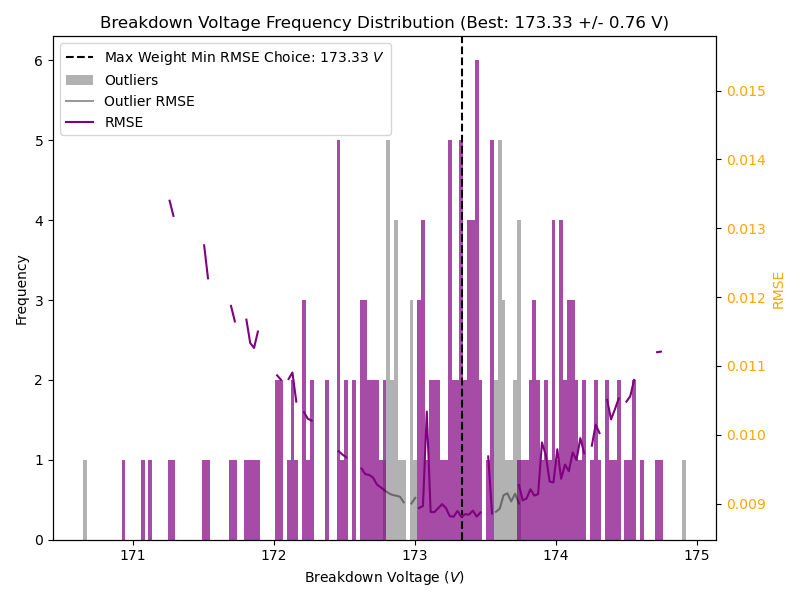 Breakdown Voltage Frequency Distribution (Best: 173.33 +/- 0.76 V)
Max Weight Min RMSE Choice: 173.33 V
Outliers
Outlier RMSE
RMSE
Frequency
6
5
4
3
2
1
0
0.015
0.014
0.013
0.012
0.011
0.010
0.009
RMSE
171
172
173
174
175
Breakdown Voltage (V)